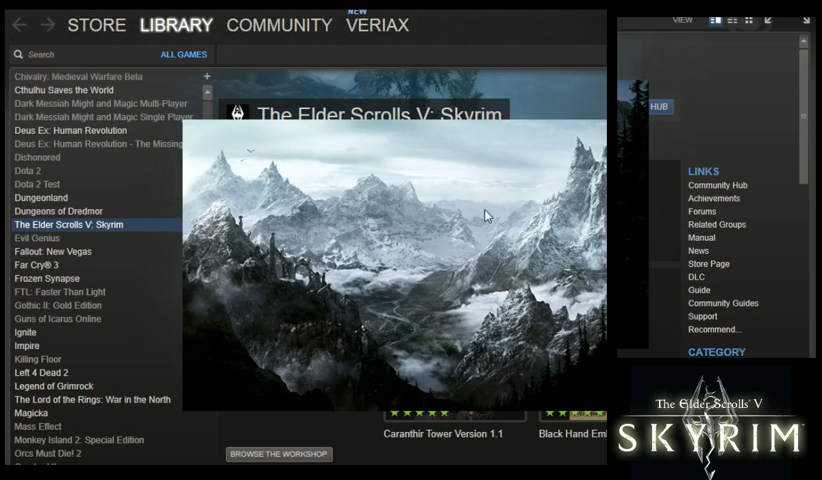 NEW
STORE LIBRARY COMMUNITY VERIAX
VIEW
Search ALL GAMES
Chivalry: Medieval Warfare Beta
Cthulhu Saves the World
Dark Messiah Might and Magic Multi-Player
Dark Messiah Might and Magic Single Player
Deus Ex: Human Revolution
Deus Ex: Human Revolution - The Missing
Dishonored
Dota 2
Dota 2 Test
Dungeonland
Dungeons of Dredmor
The Elder Scrolls V: Skyrim
Evil Genius
Fallout: New Vegas
Far Cry® 3
Frozen Synapse
FTL: Faster Than Light
Gothic II: Gold Edition
Guns of Icarus Online
Ignite
Impire
Killing Floor
Left 4 Dead 2
Legend of Grimrock
The Lord of the Rings: War in the North
Magicka
Mass Effect
Monkey Island 2: Special Edition
Orcs Must Die! 2
The Elder Scrolls V: Skyrim
Caranthir Tower Version 1.1
Black Hand Em
BROWSE THE WORKSHOP
HUB
LINKS
Community Hub
Achievements
Forums
Related Groups
Manual
News
Store Page
DLC
Guide
Community Guides
Support
Recommend...
CATEGORY
The Elder Scrolls V
SKYRIM